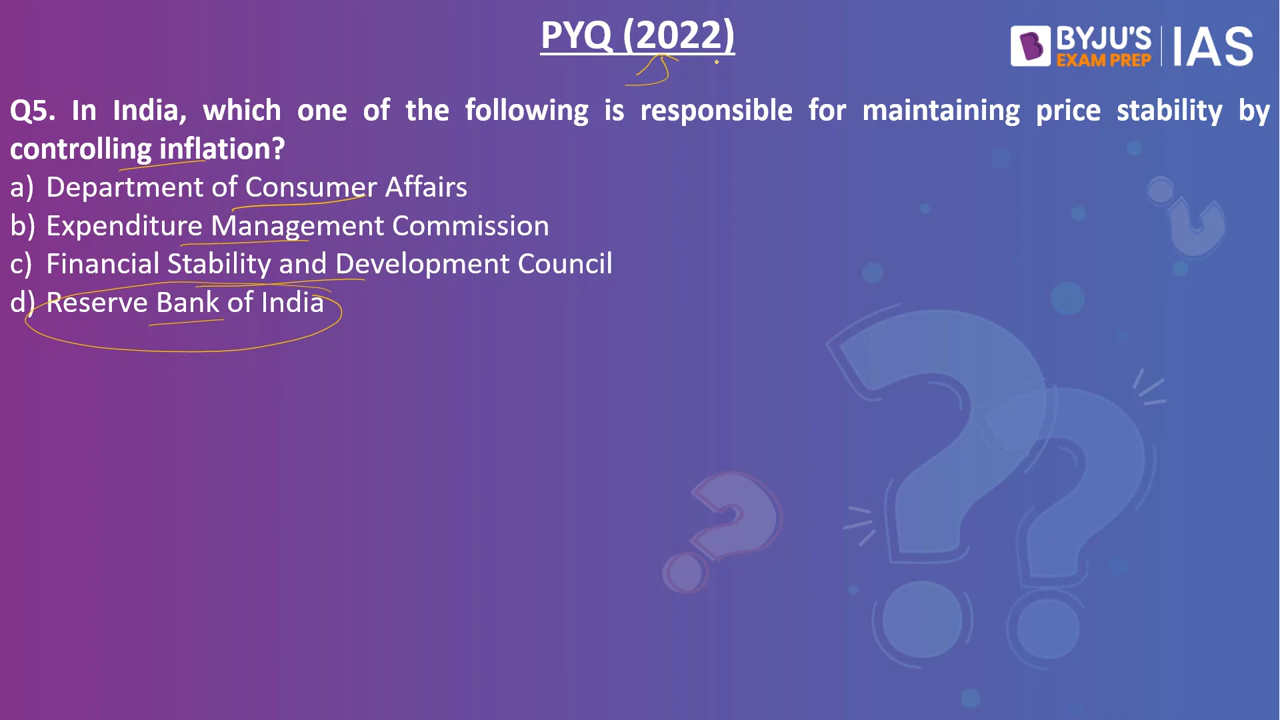 PYQ (2022)
BYJU'S
EXAM PREP
IAS
Q5. In India, which one of the following is responsible for maintaining price stability by
controlling inflation?
a) Department of Consumer Affairs
b) Expenditure Management Commission
c) Financial Stability and Development Council
d) Reserve Bank of India